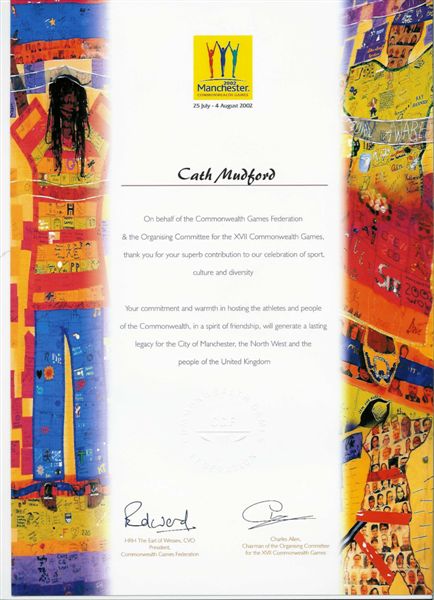 2002
Manchester.
COMMONWEALTH GAMES
25 July - 4 August 2002
Cath Mudford
On behalf of the Commonwealth Games Federation
& the Organising Committee for the XVII Commonwealth Games,
thank you for your superb contribution to our celebration of sport,
culture and diversity
Your commitment and warmth in hosting the athletes and people
of the Commonwealth, in a spirit of friendship, will generate a lasting
legacy for the City of Manchester, the North West and the
people of the United Kingdom
CGF
FEDERATION
Edward.
HRH The Earl of Wessex, CVO
President,
Commonwealth Games Federation
Charles Allen,
Chairman of the Organising Committee
for the XVII Commonwealth Games